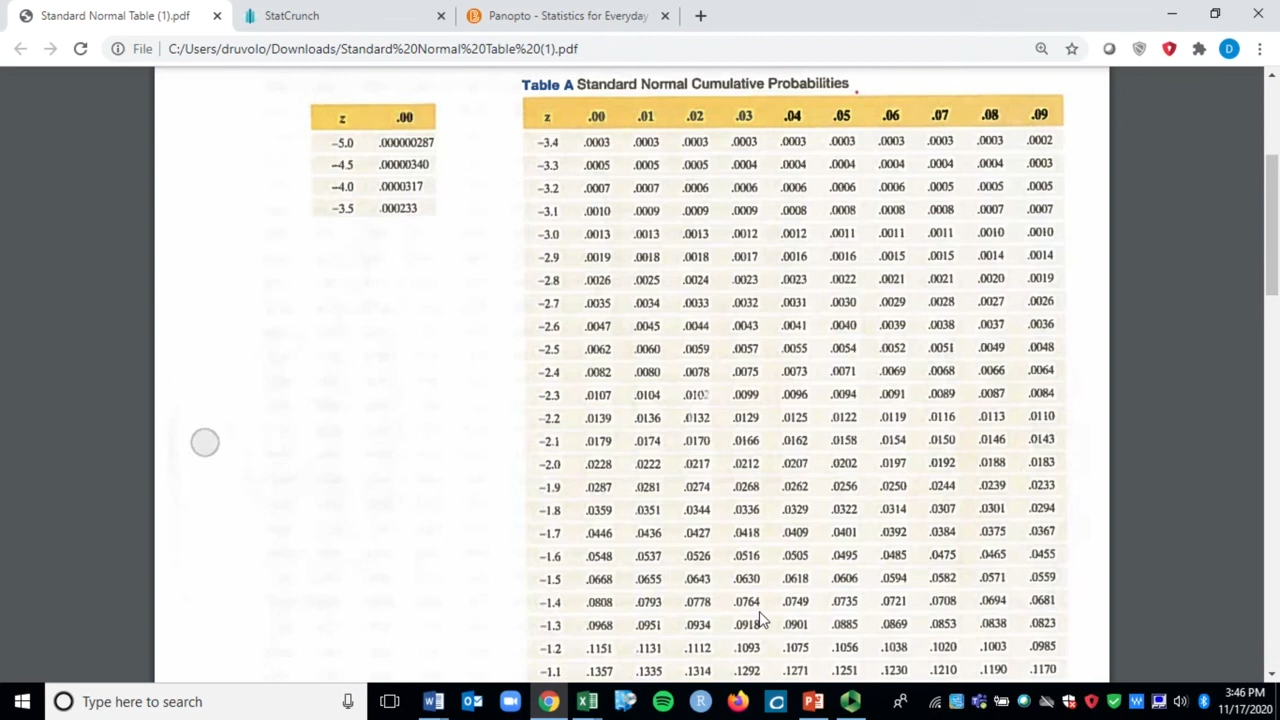 Standard Normal Table (1).pdf
StatCrunch
Panopto - Statistics for Everyday
File C:/Users/druvolo/Downloads/Standard%20Normal%20Table%20(1).pdf
D
Table A Standard Normal Cumulative Probabilities
z .00
−5.0 .000000287
−4.5 .00000340
−4.0 .0000317
−3.5 .000233
z .00 .01 .02 .03 .04 .05 .06 .07 .08 .09
−3.4 .0003 .0003 .0003 .0003 .0003 .0003 .0003 .0003 .0003 .0002
−3.3 .0005 .0005 .0005 .0004 .0004 .0004 .0004 .0004 .0004 .0003
−3.2 .0007 .0007 .0006 .0006 .0006 .0006 .0006 .0005 .0005 .0005
−3.1 .0010 .0009 .0009 .0009 .0008 .0008 .0008 .0008 .0007 .0007
−3.0 .0013 .0013 .0013 .0012 .0012 .0011 .0011 .0011 .0010 .0010
−2.9 .0019 .0018 .0018 .0017 .0016 .0016 .0015 .0015 .0014 .0014
−2.8 .0026 .0025 .0024 .0023 .0023 .0022 .0021 .0021 .0020 .0019
−2.7 .0035 .0034 .0033 .0032 .0031 .0030 .0029 .0028 .0027 .0026
−2.6 .0047 .0045 .0044 .0043 .0041 .0040 .0039 .0038 .0037 .0036
−2.5 .0062 .0060 .0059 .0057 .0055 .0054 .0052 .0051 .0049 .0048
−2.4 .0082 .0080 .0078 .0075 .0073 .0071 .0069 .0068 .0066 .0064
−2.3 .0107 .0104 .0102 .0099 .0096 .0094 .0091 .0089 .0087 .0084
−2.2 .0139 .0136 .0132 .0129 .0125 .0122 .0119 .0116 .0113 .0110
−2.1 .0179 .0174 .0170 .0166 .0162 .0158 .0154 .0150 .0146 .0143
−2.0 .0228 .0222 .0217 .0212 .0207 .0202 .0197 .0192 .0188 .0183
−1.9 .0287 .0281 .0274 .0268 .0262 .0256 .0250 .0244 .0239 .0233
−1.8 .0359 .0351 .0344 .0336 .0329 .0322 .0314 .0307 .0301 .0294
−1.7 .0446 .0436 .0427 .0418 .0409 .0401 .0392 .0384 .0375 .0367
−1.6 .0548 .0537 .0526 .0516 .0505 .0495 .0485 .0475 .0465 .0455
−1.5 .0668 .0655 .0643 .0630 .0618 .0606 .0594 .0582 .0571 .0559
−1.4 .0808 .0793 .0778 .0764 .0749 .0735 .0721 .0708 .0694 .0681
−1.3 .0968 .0951 .0934 .0918 .0901 .0885 .0869 .0853 .0838 .0823
−1.2 .1151 .1131 .1112 .1093 .1075 .1056 .1038 .1020 .1003 .0985
−1.1 .1357 .1335 .1314 .1292 .1271 .1251 .1230 .1210 .1190 .1170
Type here to search
3:46 PM
11/17/2020